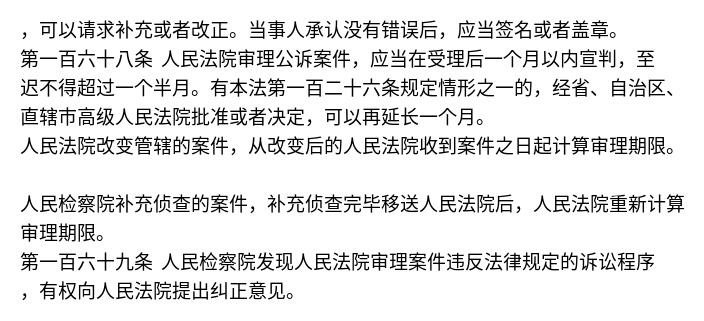 ，可以请求补充或者改正。当事人承认没有错误后，应当签名或者盖章。
第一百六十八条 人民法院审理公诉案件，应当在受理后一个月以内宣判，至
迟不得超过一个半月。有本法第一百二十六条规定情形之一的，经省、自治区、
直辖市高级人民法院批准或者决定，可以再延长一个月。
人民法院改变管辖的案件，从改变后的人民法院收到案件之日起计算审理期限。
人民检察院补充侦查的案件，补充侦查完毕移送人民法院后，人民法院重新计算
审理期限。
第一百六十九条 人民检察院发现人民法院审理案件违反法律规定的诉讼程序
，有权向人民法院提出纠正意见。